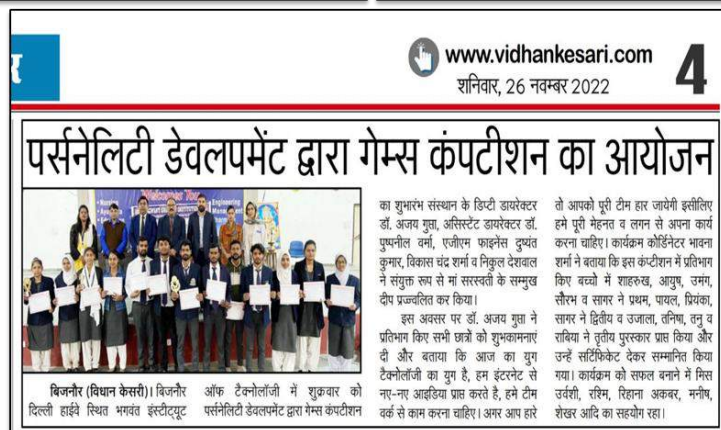 र
www.vidhankesari.com
शनिवार, 26 नवम्बर 2022
4
पर्सनेलिटी डेवलपमेंट द्वारा गेम्स कंपटीशन का आयोजन
Welcomes You
Engineering
बिजनौर (विधान केसरी)। बिजनौर
दिल्ली हाईवे स्थित भगवंत इंस्टीट्यूट
ऑफ टैक्नोलॉजी में शुक्रवार को
पर्सनेलिटी डेवलपमेंट द्वारा गेम्स कंपटीशन
का शुभारंभ संस्थान के डिप्टी डायरेक्टर
डॉ. अजय गुप्ता, असिस्टेंट डायरेक्टर डॉ.
पुष्पनील वर्मा, एजीएम फाइनेंस दुष्यंत
कुमार, विकास चंद्र शर्मा व निकुल देशवाल
ने संयुक्त रूप से मां सरस्वती के सम्मुख
दीप प्रज्वलित कर किया।
इस अवसर पर डॉ. अजय गुप्ता ने
प्रतिभाग किए सभी छात्रों को शुभकामनाएं
दी और बताया कि आज का युग
टैक्नोलॉजी का युग है, हम इंटरनेट से
नए-नए आइडिया प्राप्त करते है, हमे टीम
वर्क से काम करना चाहिए। अगर आप हारे
तो आपको पूरी टीम हार जायेगी इसीलिए
हमे पूरी मेहनत व लगन से अपना कार्य
करना चाहिए। कार्यक्रम कोर्डिनेटर भावना
शर्मा ने बताया कि इस कंप्टीशन में प्रतिभाग
किए बच्चो में शाहरुख, आयुष, उमंग,
सौरभ व सागर ने प्रथम, पायल, प्रियंका,
सागर ने द्वितीय व उजाला, तनिषा, तनु व
राबिया ने तृतीय पुरस्कार प्राप्त किया और
उन्हें सर्टिफिकेट देकर सम्मानित किया
गया। कार्यक्रम को सफल बनाने में मिस
उर्वशी, रश्मि, रिहाना अकबर, मनीष,
शेखर आदि का सहयोग रहा।